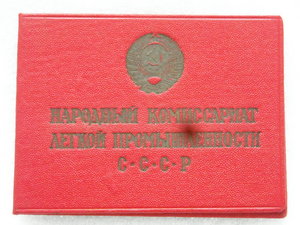 НАРОДНЫЙ КОМИССАРИАТ
ЛЕГКОЙ ПРОМЫШЛЕННОСТИ
С·С·С·Р